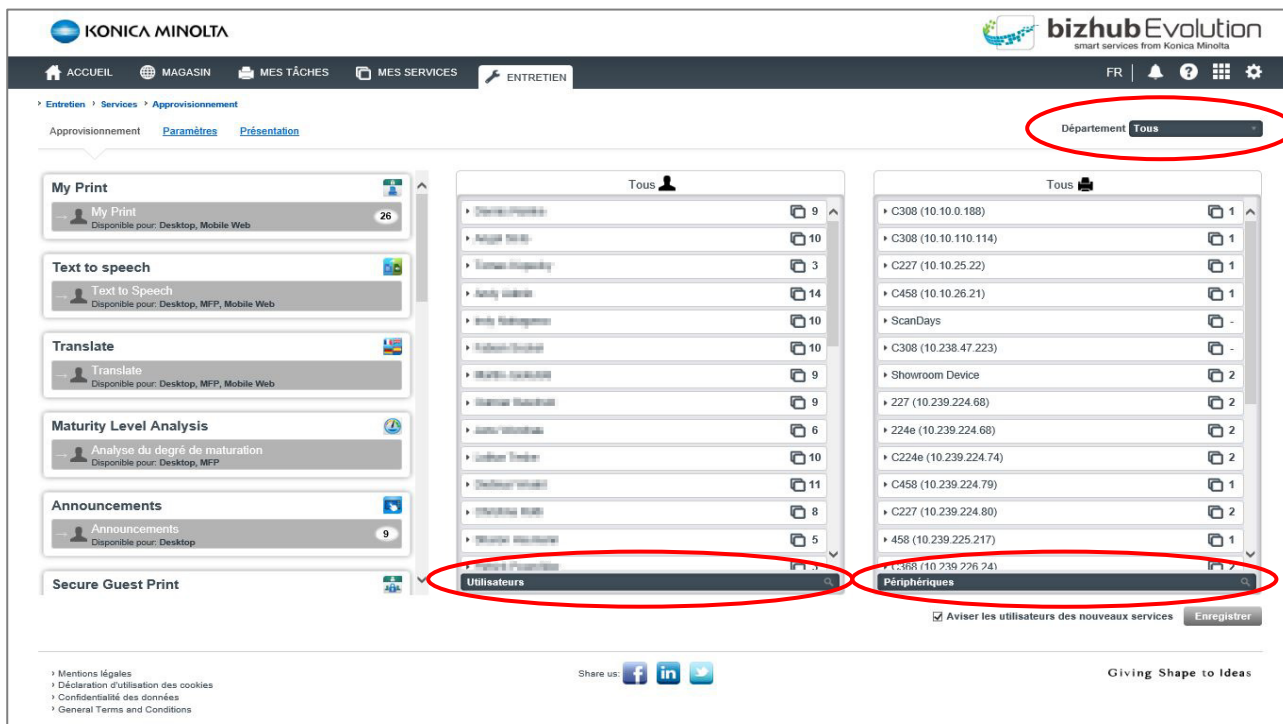 KONICA MINOLTA
bizhub Evolution
smart services from Konica Minolta
ACCUEIL MAGASIN MES TÂCHES MES SERVICES ENTRETIEN FR
Entretien Services Approvisionnement
Approvisionnement Paramètres Présentation
Département Tous
My Print
My Print
26
Disponible pour: Desktop, Mobile Web
Text to speech
Text to Speech
Disponible pour: Desktop, MFP, Mobile Web
Translate
Translate
Disponible pour: Desktop, MFP, Mobile Web
Maturity Level Analysis
Analyse du degré de maturation
Disponible pour: Desktop, MFP
Announcements
Announcements
9
Disponible pour: Desktop
Secure Guest Print
Tous
9
10
3
14
10
10
9
9
6
10
11
8
5
Utilisateurs
Tous
C308 (10.10.0.188) 1
C308 (10.10.110.114) 1
C227 (10.10.25.22) 1
C458 (10.10.26.21) 1
ScanDays -
C308 (10.238.47.223) -
Showroom Device 2
227 (10.239.224.68) 2
224e (10.239.224.68) 2
C224e (10.239.224.74) 2
C458 (10.239.224.79) 1
C227 (10.239.224.80) 2
458 (10.239.225.217) 1
C368 (10.239.226.24) 2
Périphériques
Aviser les utilisateurs des nouveaux services Enregistrer
Mentions légales
Déclaration d'utilisation des cookies
Confidentialité des données
General Terms and Conditions
Share us:
Giving Shape to Ideas